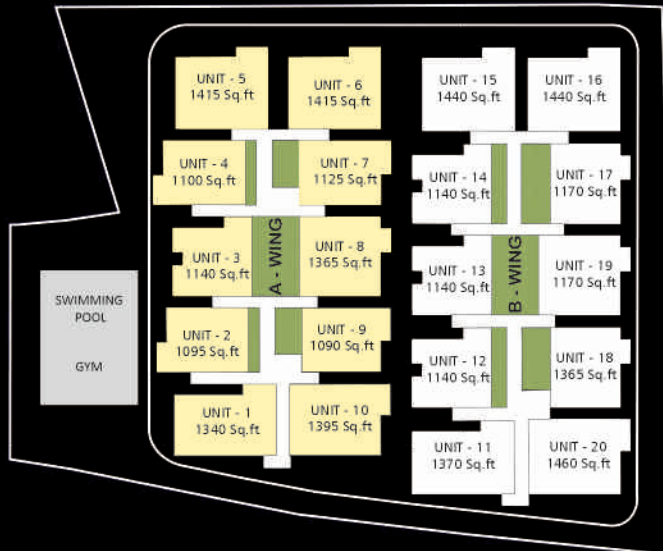 UNIT - 5
1415 Sq.ft
UNIT - 6
1415 Sq.ft
UNIT - 15
1440 Sq.ft
UNIT - 16
1440 Sq.ft
UNIT - 4
1100 Sq.ft
UNIT - 7
1125 Sq.ft
UNIT - 14
1140 Sq.ft
UNIT - 17
1170 Sq.ft
A - WING
UNIT - 3
1140 Sq.ft
UNIT - 8
1365 Sq.ft
B - WING
UNIT - 13
1140 Sq.ft
UNIT - 19
1170 Sq.ft
SWIMMING
POOL
GYM
UNIT - 2
1095 Sq.ft
UNIT - 9
1090 Sq.ft
UNIT - 12
1140 Sq.ft
UNIT - 18
1365 Sq.ft
UNIT - 1
1340 Sq.ft
UNIT - 10
1395 Sq.ft
UNIT - 11
1370 Sq.ft
UNIT - 20
1460 Sq.ft